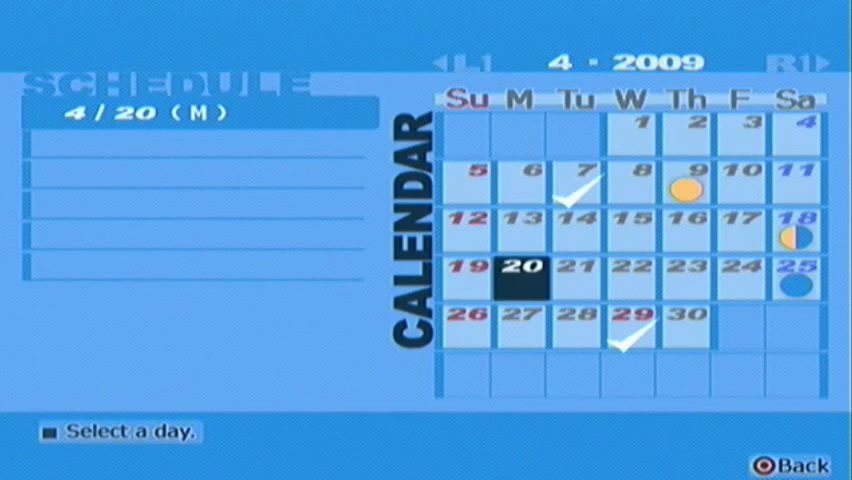 L1 4 · 2009 R1
SCHEDULE
4/20 (M)
CALENDAR
Su M Tu W Th F Sa
1 2 3 4
5 6 7 8 9 10 11
12 13 14 15 16 17 18
19 20 21 22 23 24 25
26 27 28 29 30
Select a day.
Back